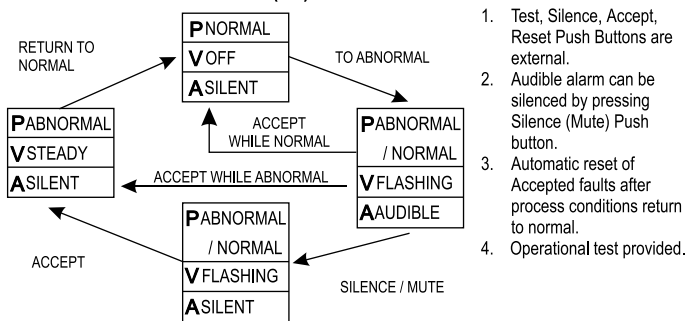 PNORMAL
VOFF
ASILENT
RETURN TO
NORMAL
TO ABNORMAL
PABNORMAL
VSTEADY
ASILENT
ACCEPT
WHILE NORMAL
PABNORMAL
/ NORMAL
VFLASHING
AAUDIBLE
ACCEPT WHILE ABNORMAL
PABNORMAL
/ NORMAL
VFLASHING
ASILENT
ACCEPT
SILENCE / MUTE
1. Test, Silence, Accept,
Reset Push Buttons are
external.
2. Audible alarm can be
silenced by pressing
Silence (Mute) Push
button.
3. Automatic reset of
Accepted faults after
process conditions return
to normal.
4. Operational test provided.